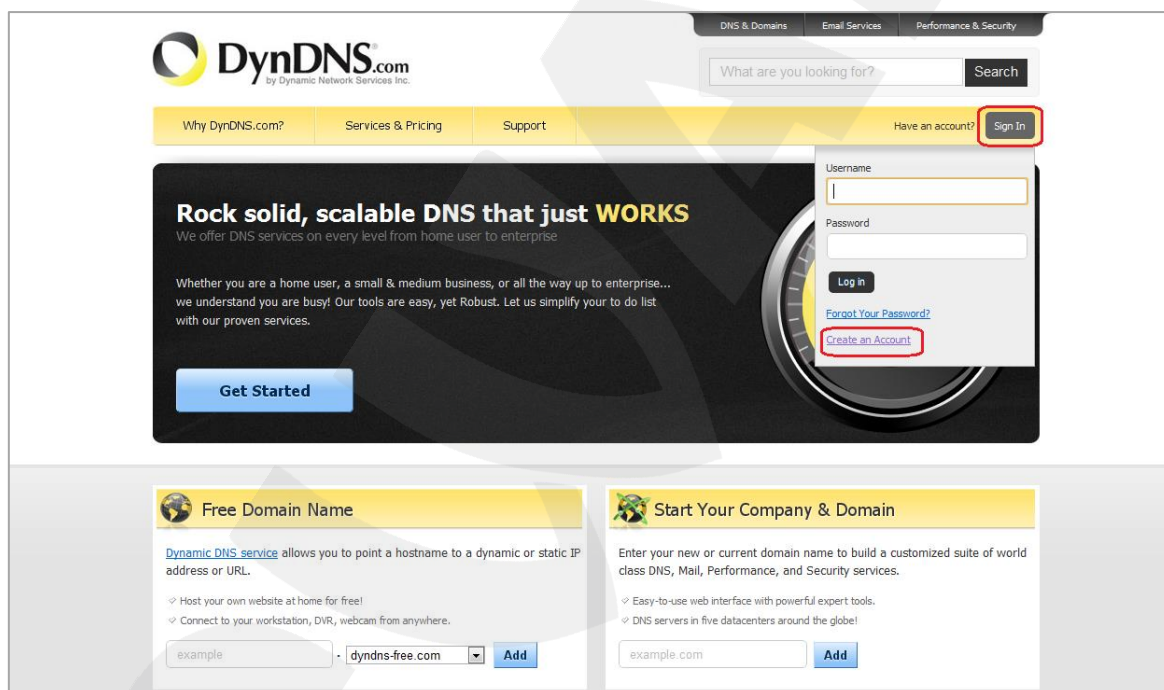 DNS & Domains
Email Services
Performance & Security
DynDNS.com
by Dynamic Network Services Inc.
What are you looking for?
Search
Why DynDNS.com?
Services & Pricing
Support
Have an account?
Sign In
Username
Password
Log in
Forgot Your Password?
Create an Account
Rock solid, scalable DNS that just WORKS
We offer DNS services on every level from home user to enterprise
Whether you are a home user, a small & medium business, or all the way up to enterprise...
we understand you are busy! Our tools are easy, yet Robust. Let us simplify your to do list
with our proven services.
Get Started
Free Domain Name
Dynamic DNS service allows you to point a hostname to a dynamic or static IP
address or URL.
Host your own website at home for free!
Connect to your workstation, DVR, webcam from anywhere.
example
- dyndns-free.com
Add
Start Your Company & Domain
Enter your new or current domain name to build a customized suite of world
class DNS, Mail, Performance, and Security services.
Easy-to-use web interface with powerful expert tools.
DNS servers in five datacenters around the globe!
example.com
Add